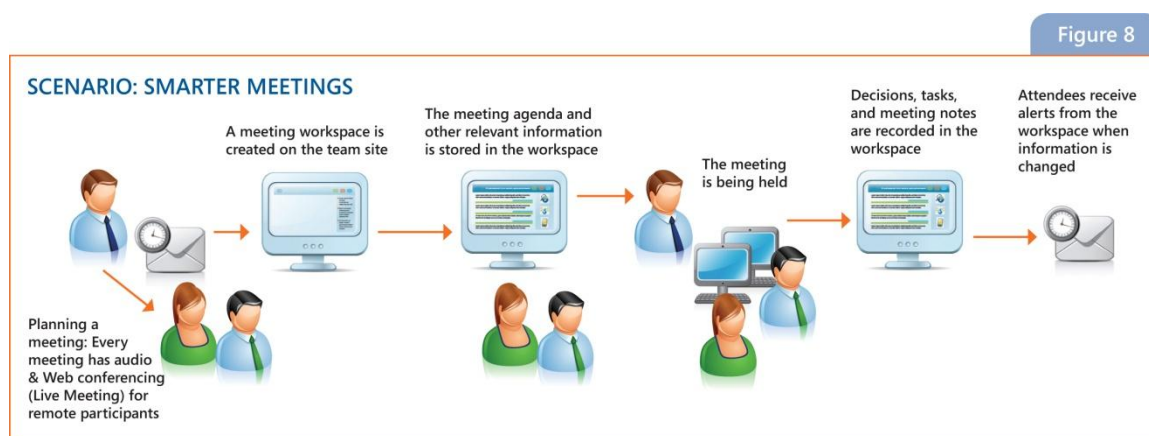 Figure 8
SCENARIO: SMARTER MEETINGS
Planning a
meeting: Every
meeting has audio
& Web conferencing
(Live Meeting) for
remote participants
A meeting workspace is
created on the team site
The meeting agenda and
other relevant information
is stored in the workspace
The meeting
is being held
Decisions, tasks,
and meeting notes
are recorded in the
workspace
Attendees receive
alerts from the
workspace when
information is
changed